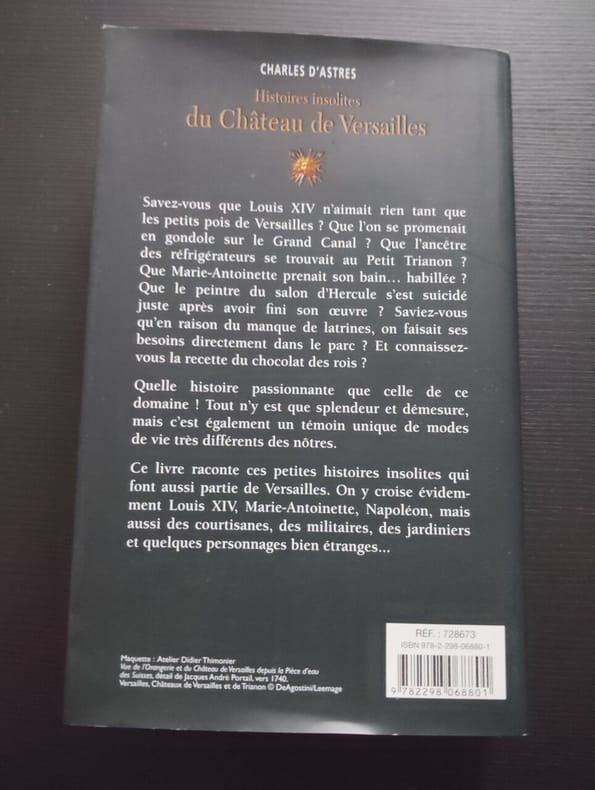 CHARLES D'ASTRES
Histoires insolites
du Château de Versailles
Savez-vous que Louis XIV n'aimait rien tant que
les petits pois de Versailles ? Que l'on se promenait
en gondole sur le Grand Canal ? Que l'ancêtre
des réfrigérateurs se trouvait au Petit Trianon ?
Que Marie-Antoinette prenait son bain... habillée ?
Que le peintre du salon d'Hercule s'est suicidé
juste après avoir fini son œuvre ? Saviez-vous
qu'en raison du manque de latrines, on faisait ses
besoins directement dans le parc ? Et connaissez-
vous la recette du chocolat des rois ?
Quelle histoire passionnante que celle de ce
domaine ! Tout n'y est que splendeur et démesure,
mais c'est également un témoin unique de modes
de vie très différents des nôtres.
Ce livre raconte ces petites histoires insolites qui
font aussi partie de Versailles. On y croise évidem-
ment Louis XIV, Marie-Antoinette, Napoléon, mais
aussi des courtisanes, des militaires, des jardiniers
et quelques personnages bien étranges...
RÉF. : 728673
ISBN 978-2-298-06880-1
9 782298 068801
Maquette : Atelier Didier Thimonier
Vue de l'Orangerie et du Château de Versailles depuis la Pièce d'eau
des Suisses, détail de Jacques André Portail, vers 1740.
Versailles, Châteaux de Versailles et de Trianon © DeAgostini/Leemage